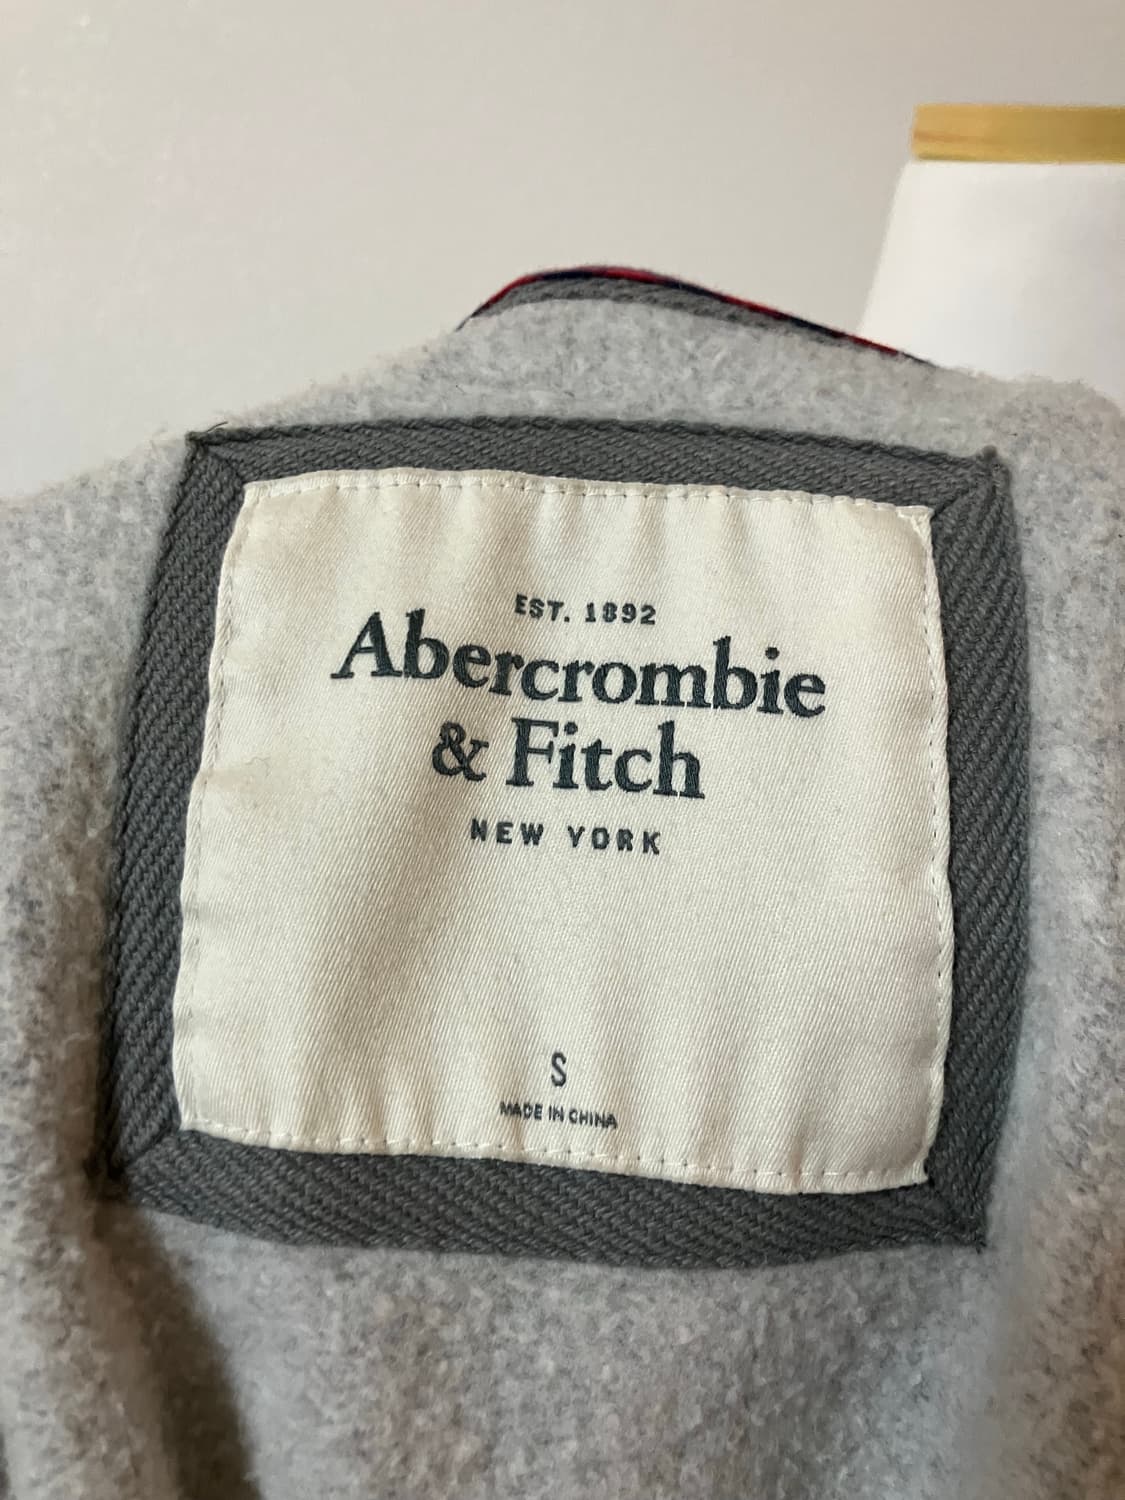 EST. 1892
Abercrombie
& Fitch
NEW YORK
S
MADE IN CHINA